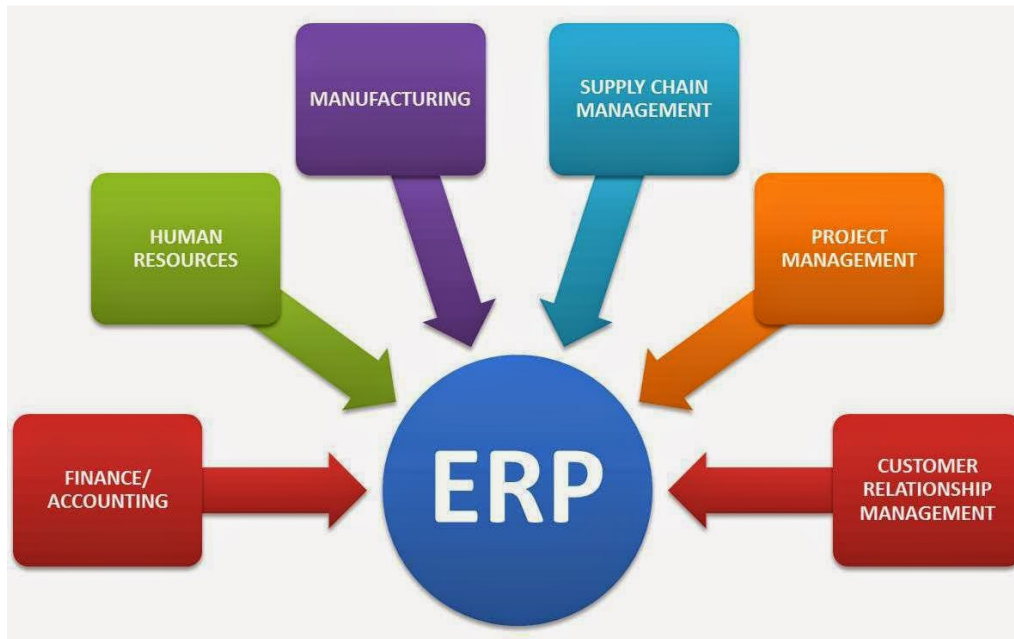 MANUFACTURING
SUPPLY CHAIN
MANAGEMENT
HUMAN
RESOURCES
PROJECT
MANAGEMENT
FINANCE/
ACCOUNTING
ERP
CUSTOMER
RELATIONSHIP
MANAGEMENT